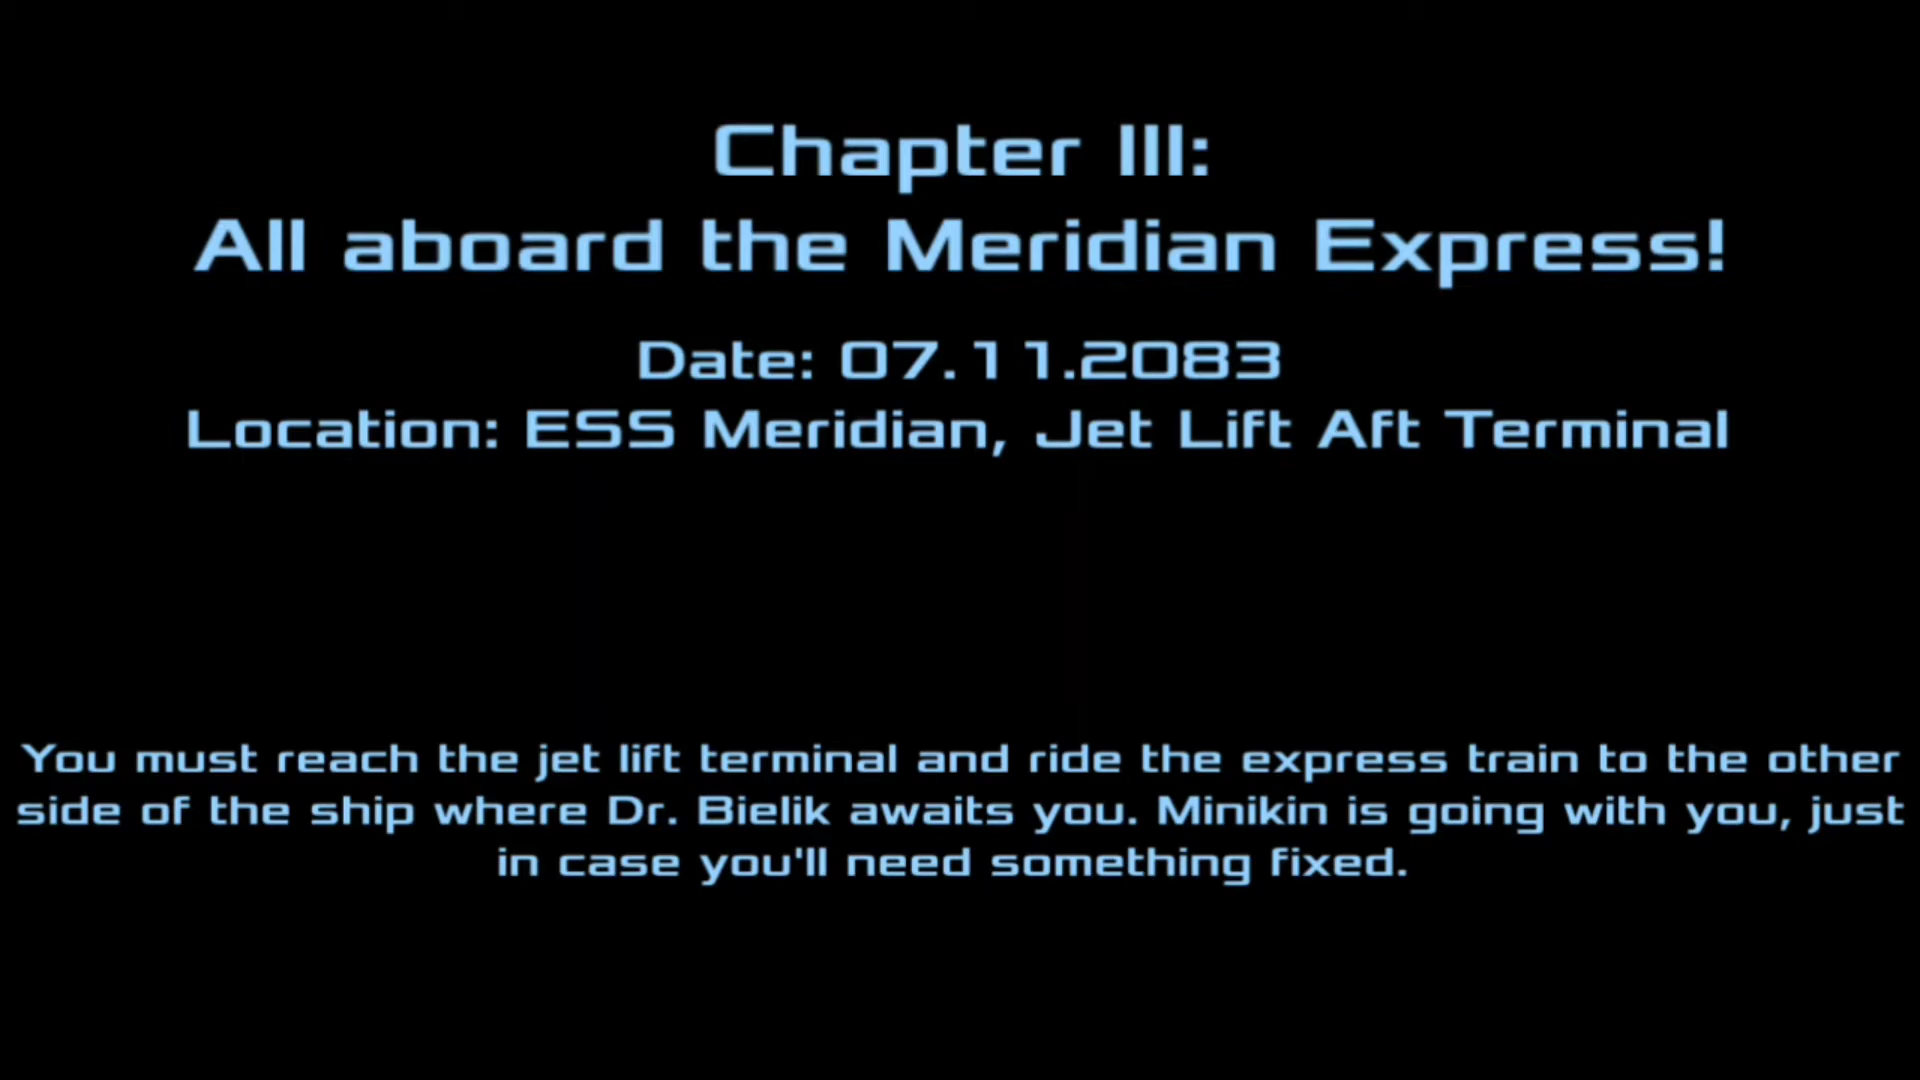 Chapter III:
All aboard the Meridian Express!
Date: 07.11.2083
Location: ESS Meridian, Jet Lift Aft Terminal
You must reach the jet lift terminal and ride the express train to the other
side of the ship where Dr. Bielik awaits you. Minikin is going with you, just
in case you'll need something fixed.